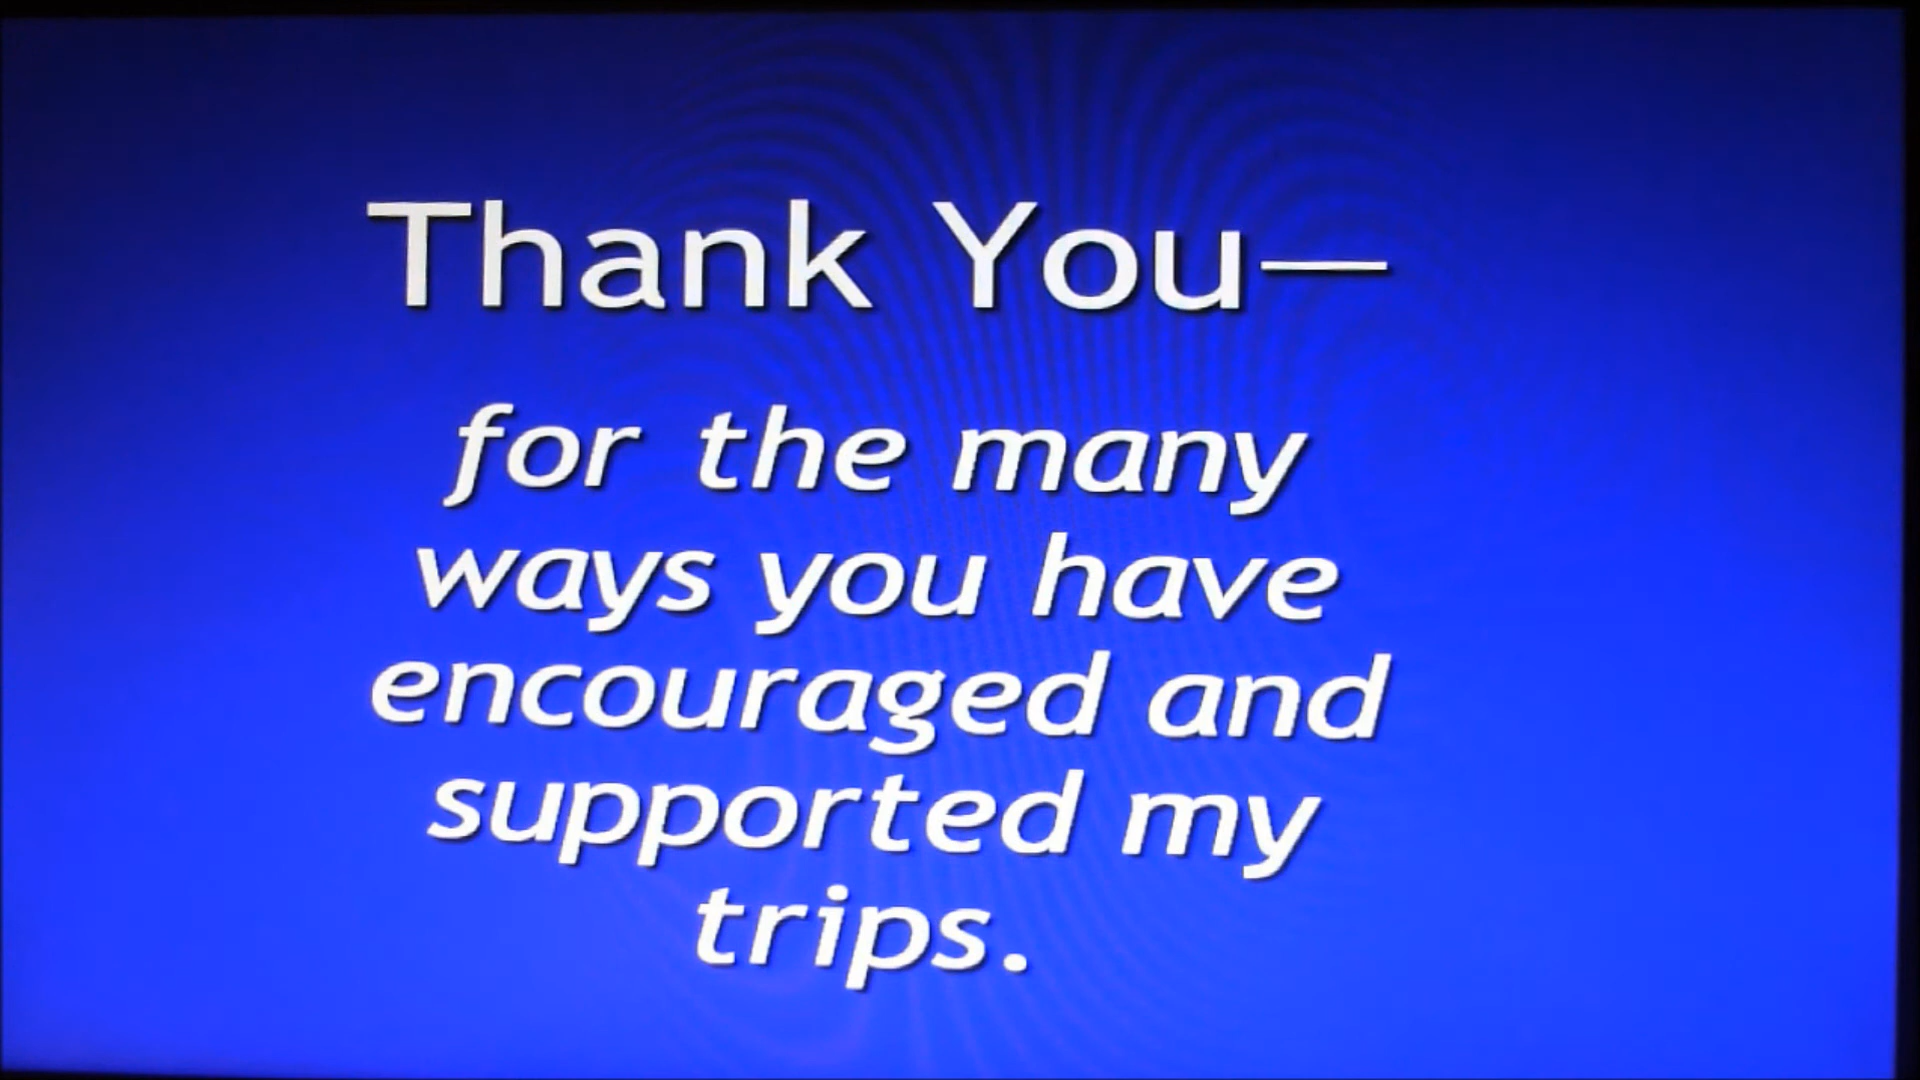 Thank You—
for the many
ways you have
encouraged and
supported my
trips.